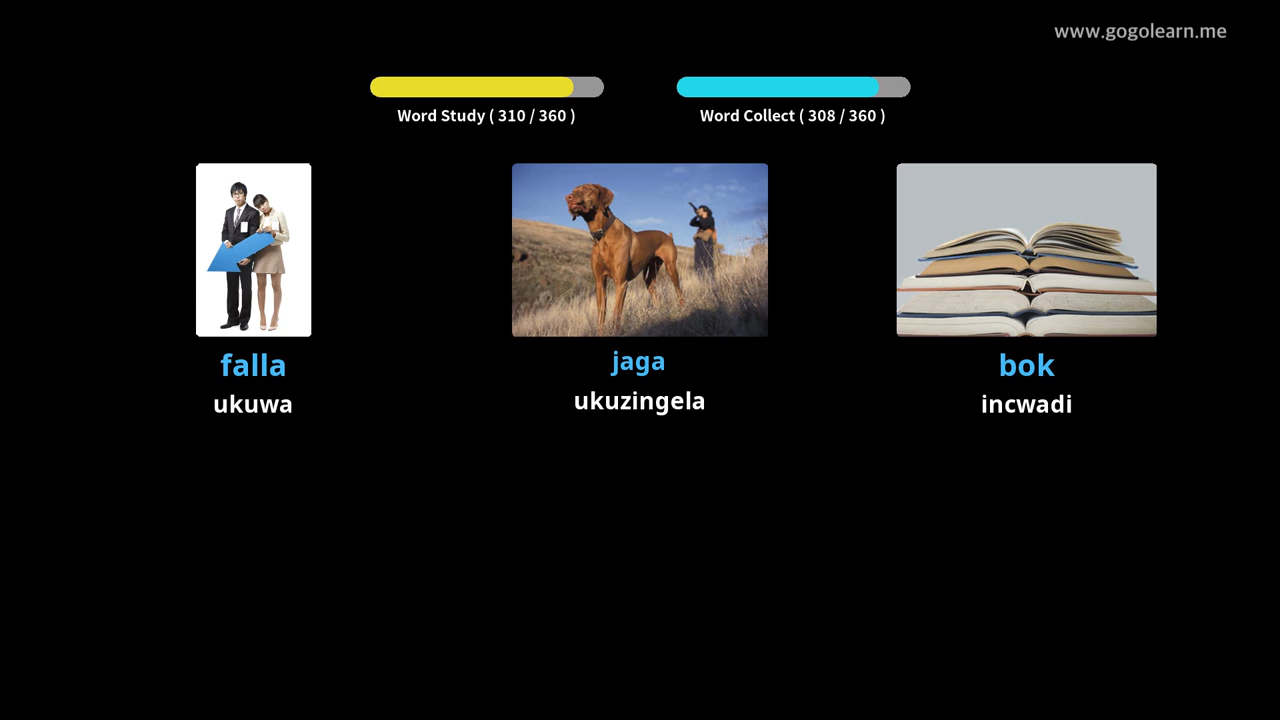 www.gogolearn.me
Word Study ( 310 / 360 )
Word Collect ( 308 / 360 )
falla
ukuwa
jaga
ukuzingela
bok
incwadi